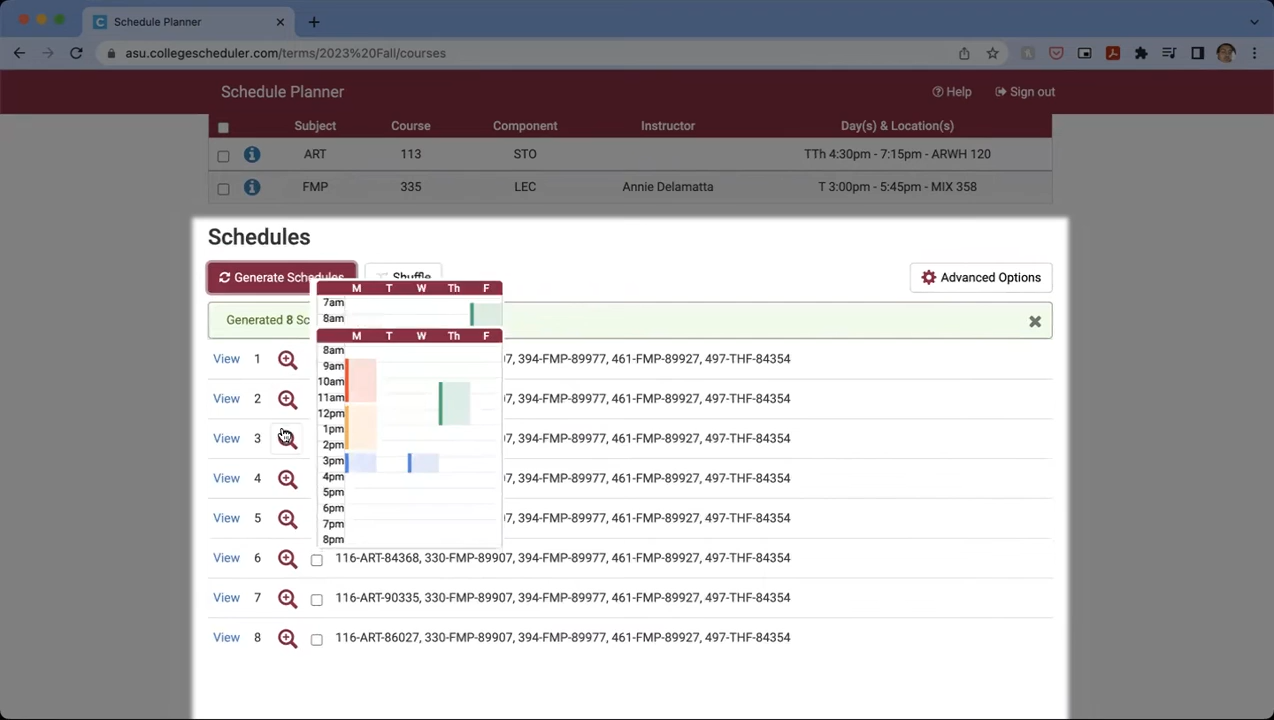 Schedule Planner
asu.collegescheduler.com/terms/2023%20Fall/courses
Schedule Planner Help Sign out
Subject Course Component Instructor Day(s) & Location(s)
ART 113 STO TTh 4:30pm - 7:15pm - ARWH 120
FMP 335 LEC Annie Delamatta T 3:00pm - 5:45pm - MIX 358
Schedules
Generate Schedules Shuffle Advanced Options
M T W Th F
7am
8am
Generated 8 Sc
M T W Th F
8am
9am
10am
11am
12pm
1pm
2pm
3pm
4pm
5pm
6pm
7pm
8pm
View 1 394-FMP-89977, 461-FMP-89927, 497-THF-84354
View 2 394-FMP-89977, 461-FMP-89927, 497-THF-84354
View 3 394-FMP-89977, 461-FMP-89927, 497-THF-84354
View 4 394-FMP-89977, 461-FMP-89927, 497-THF-84354
View 5 394-FMP-89977, 461-FMP-89927, 497-THF-84354
View 6 116-ART-84368, 330-FMP-89907, 394-FMP-89977, 461-FMP-89927, 497-THF-84354
View 7 116-ART-90335, 330-FMP-89907, 394-FMP-89977, 461-FMP-89927, 497-THF-84354
View 8 116-ART-86027, 330-FMP-89907, 394-FMP-89977, 461-FMP-89927, 497-THF-84354